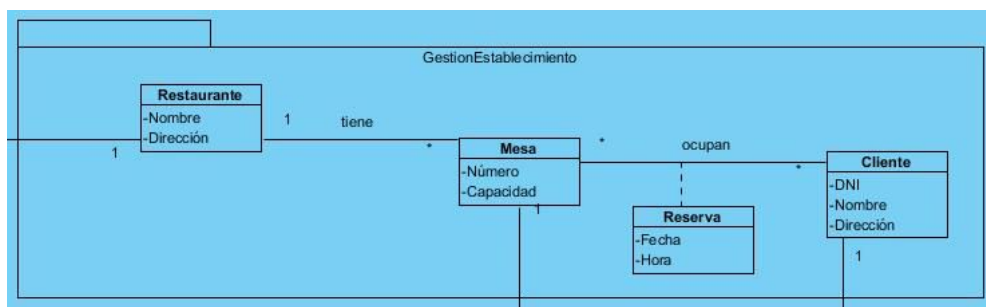 GestionEstablecimiento
Restaurante
-Nombre
-Dirección
1
1
tiene
*
Mesa
-Número
-Capacidad
1
*
ocupan
*
Reserva
-Fecha
-Hora
Cliente
-DNI
-Nombre
-Dirección
1